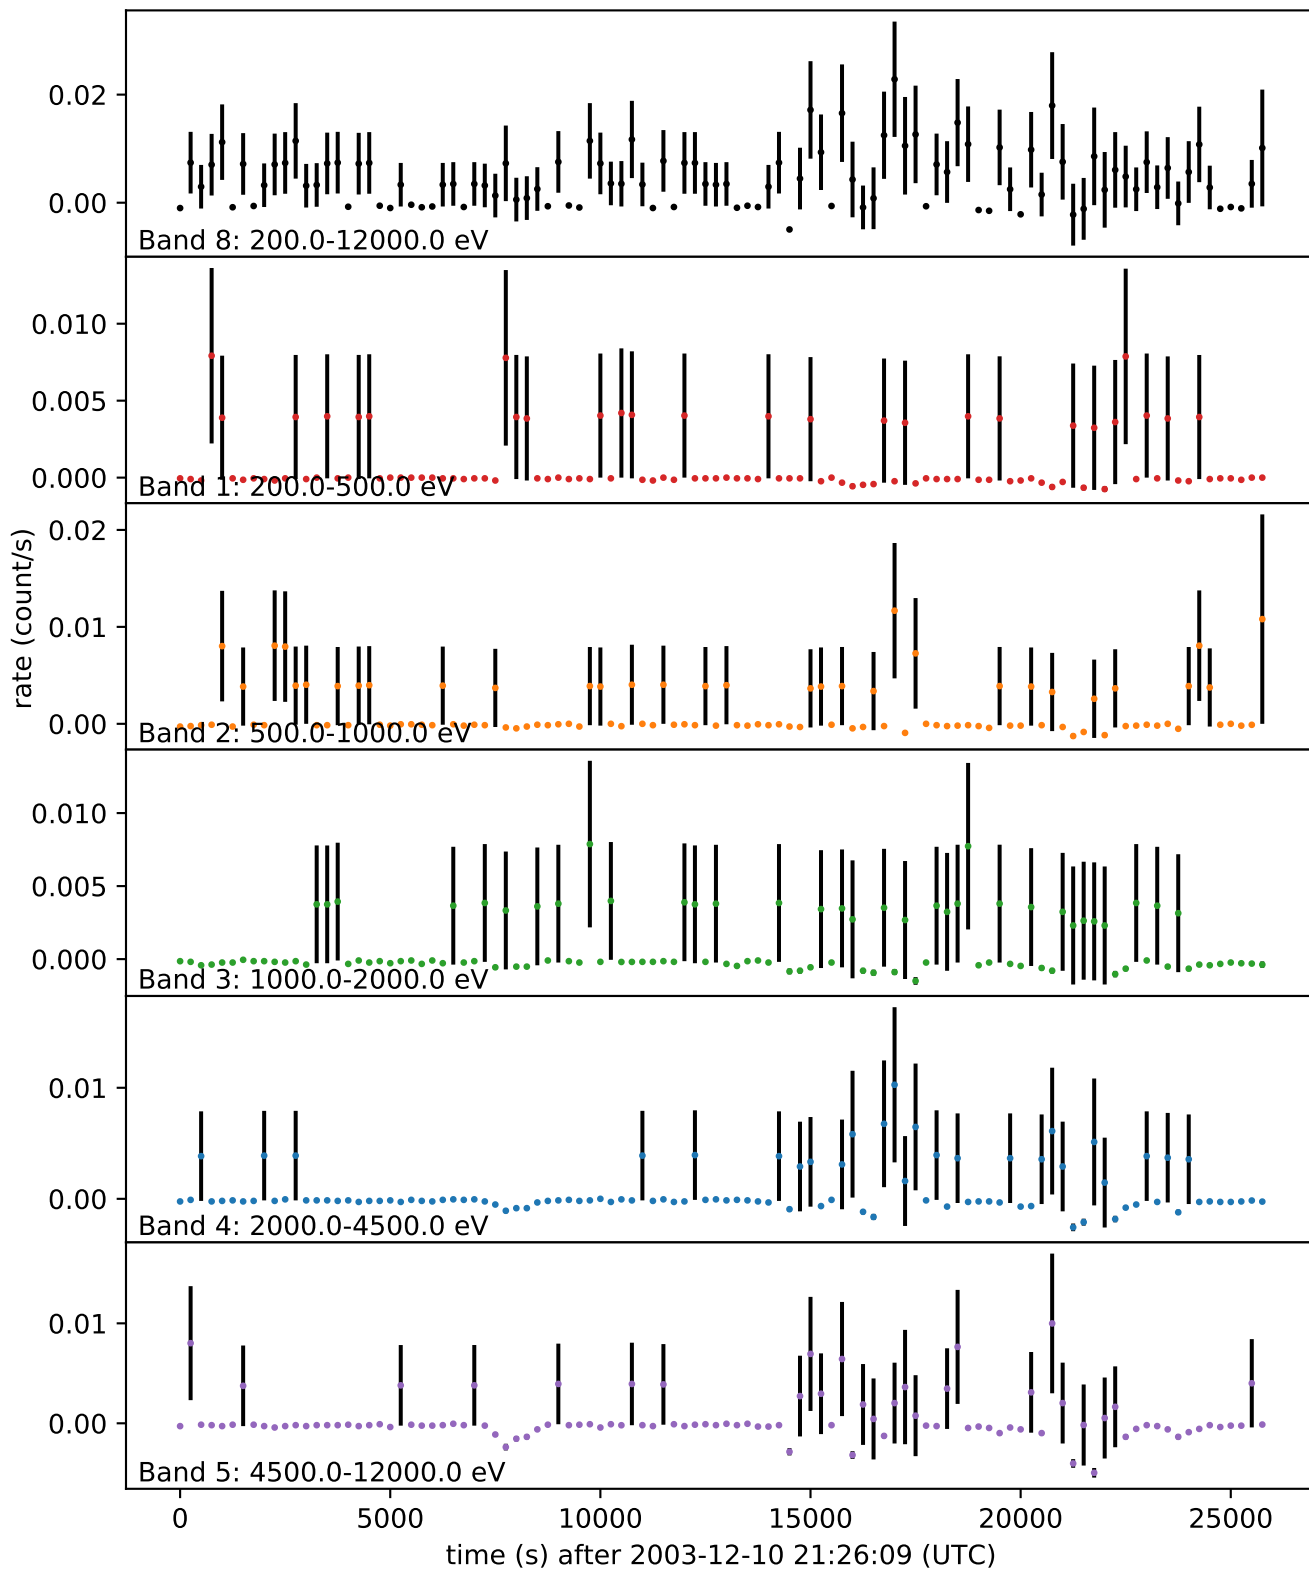 0.02
0.00
Band 8: 200.0-12000.0 eV
0.010
0.005
0.000
Band 1: 200.0-500.0 eV
0.02
0.01
0.00
Band 2: 500.0-1000.0 eV
rate (count/s)
0.010
0.005
0.000
Band 3: 1000.0-2000.0 eV
0.01
0.00
Band 4: 2000.0-4500.0 eV
0.01
0.00
Band 5: 4500.0-12000.0 eV
0 5000 10000 15000 20000 25000
time (s) after 2003-12-10 21:26:09 (UTC)